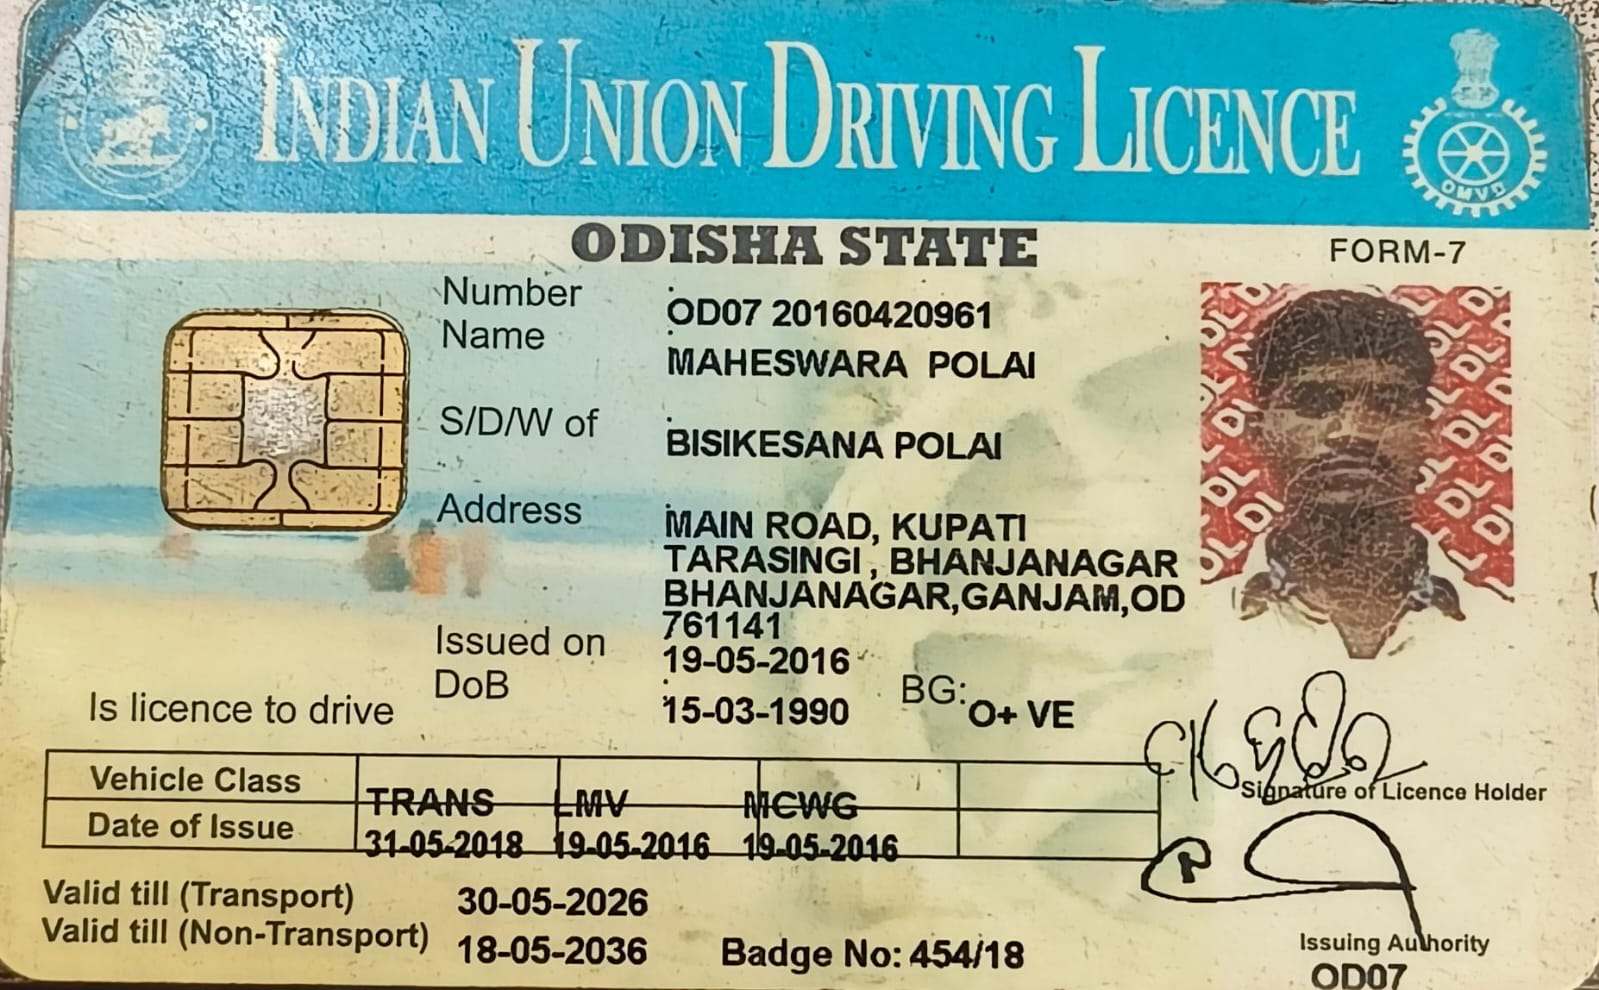 INDIAN UNION DRIVING LICENCE
OMVD
ODISHA STATE
FORM-7
Number : OD07 20160420961
Name : MAHESWARA POLAI
S/D/W of : BISIKESANA POLAI
Address : MAIN ROAD, KUPATI
TARASINGI , BHANJANAGAR
BHANJANAGAR,GANJAM,OD
761141
Issued on : 19-05-2016
DoB : 15-03-1990 BG: O+ VE
Is licence to drive
Vehicle Class TRANS LMV MCWG
Date of Issue 31-05-2018 19-05-2016 19-05-2016
Signature of Licence Holder
Valid till (Transport) 30-05-2026
Valid till (Non-Transport) 18-05-2036 Badge No: 454/18
Issuing Authority
OD07